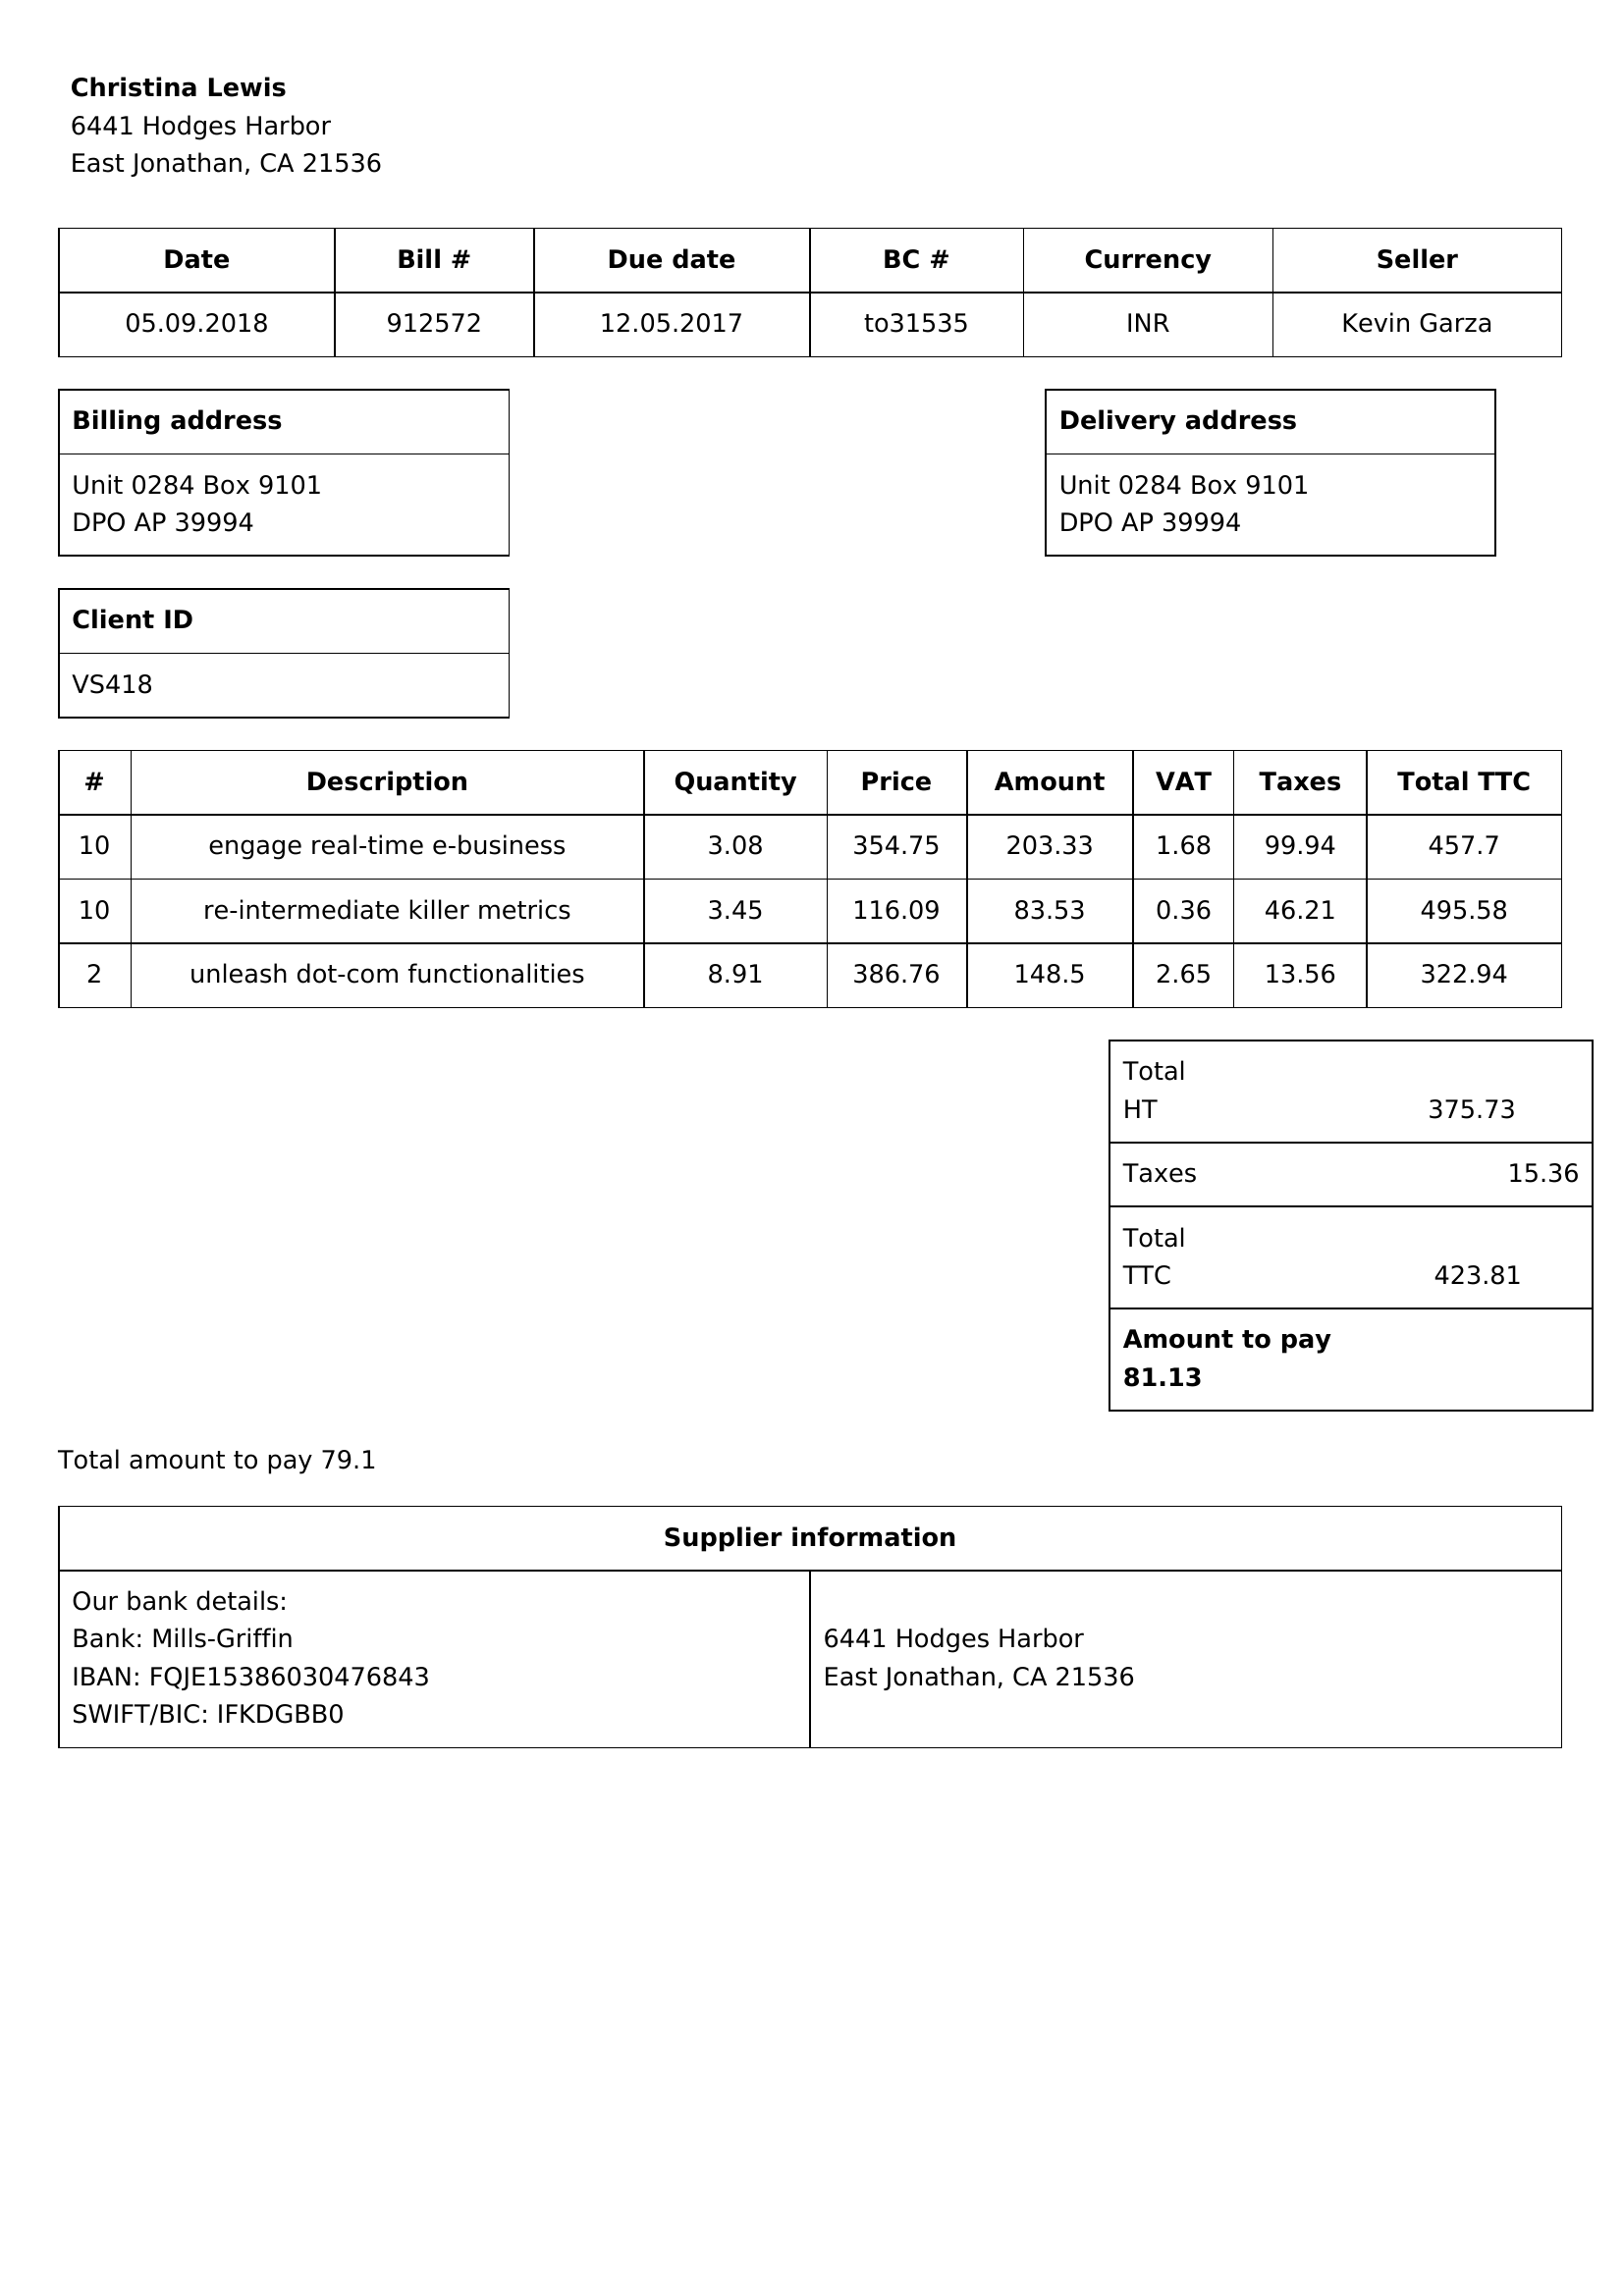 Christina Lewis
6441 Hodges Harbor
East Jonathan, CA 21536
Date Bill # Due date BC # Currency Seller
05.09.2018 912572 12.05.2017 to31535 INR Kevin Garza
Billing address
Unit 0284 Box 9101
DPO AP 39994
Delivery address
Unit 0284 Box 9101
DPO AP 39994
Client ID
VS418
# Description Quantity Price Amount VAT Taxes Total TTC
10 engage real-time e-business 3.08 354.75 203.33 1.68 99.94 457.7
10 re-intermediate killer metrics 3.45 116.09 83.53 0.36 46.21 495.58
2 unleash dot-com functionalities 8.91 386.76 148.5 2.65 13.56 322.94
Total
HT 375.73
Taxes 15.36
Total
TTC 423.81
Amount to pay
81.13
Total amount to pay 79.1
Supplier information
Our bank details:
Bank: Mills-Griffin
IBAN: FQJE15386030476843
SWIFT/BIC: IFKDGBB0
6441 Hodges Harbor
East Jonathan, CA 21536